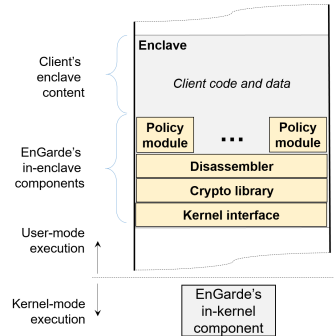 Enclave
Client's
enclave
content
Client code and data
Policy
module
...
Policy
module
EnGarde's
in-enclave
components
Disassembler
Crypto library
Kernel interface
User-mode
execution
Kernel-mode
execution
EnGarde's
in-kernel
component